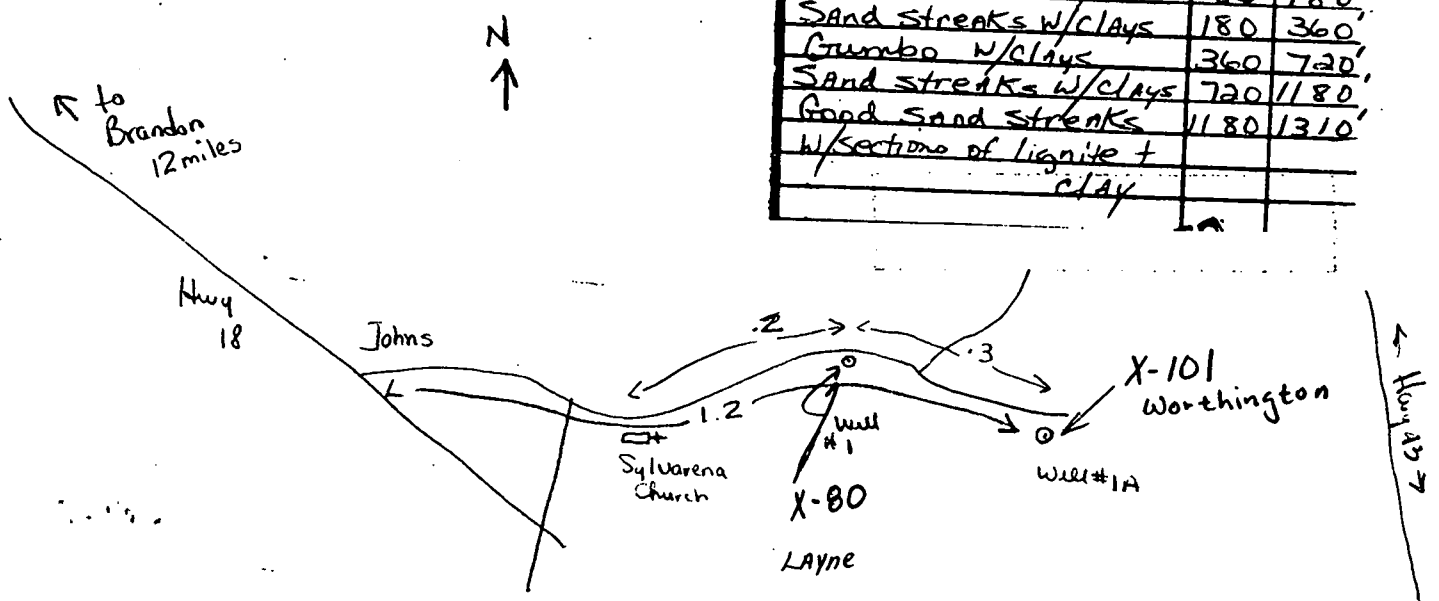 Sand streaks w/clays 180 360'
Gumbo w/clays 360 720'
Sand streaks w/clays 720 1180'
Good Sand streaks 1180 1310'
w/sections of lignite +
clay
N
to
Brandon
12 miles
Hwy
18
Johns
.2
.3
1.2
X-101
Worthington
Hwy 43
Well
#1
Sylvarena
Church
Well #1A
X-80
LAYne